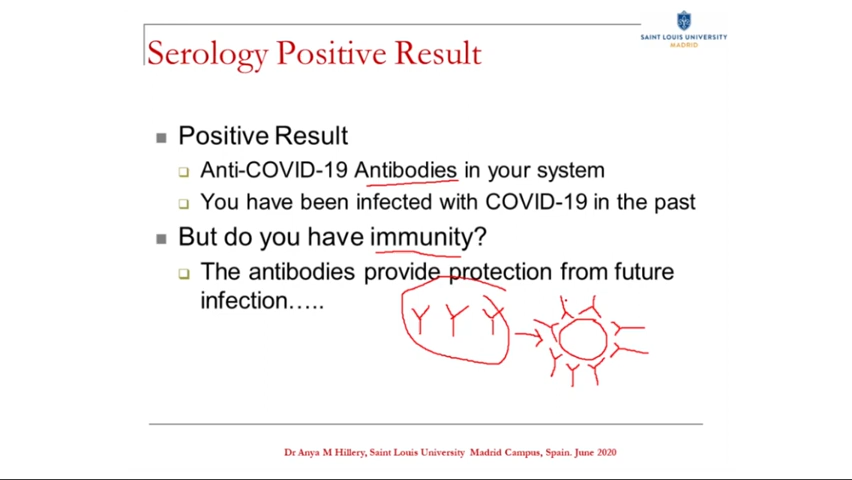 SAINT LOUIS UNIVERSITY
MADRID
Serology Positive Result
Positive Result
Anti-COVID-19 Antibodies in your system
You have been infected with COVID-19 in the past
But do you have immunity?
The antibodies provide protection from future
infection…..
Dr Anya M Hillery, Saint Louis University Madrid Campus, Spain. June 2020